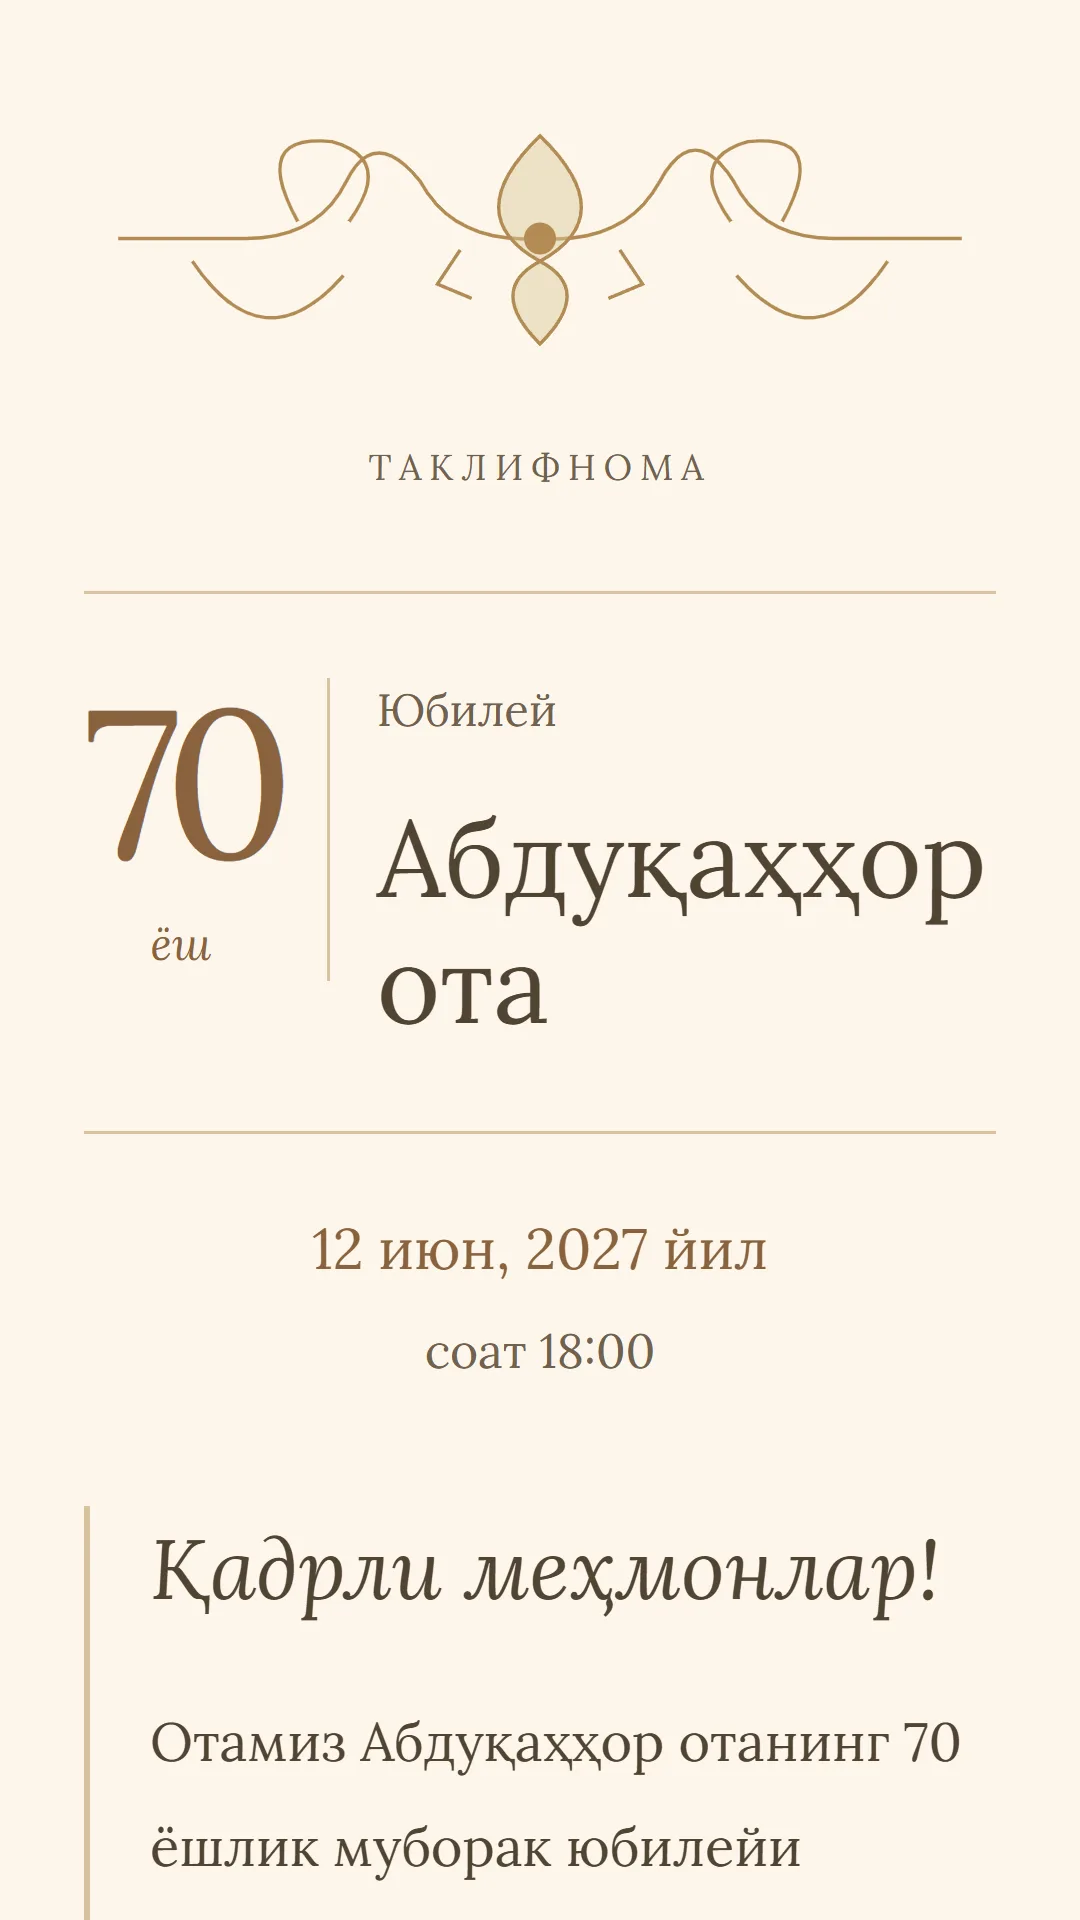 ТАКЛИФНОМА
70
ёш
Юбилей
Абдуқаҳҳор
ота
12 июн, 2027 йил
соат 18:00
Қадрли меҳмонлар!
Отамиз Абдуқаҳҳор отанинг 70
ёшлик муборак юбилейи